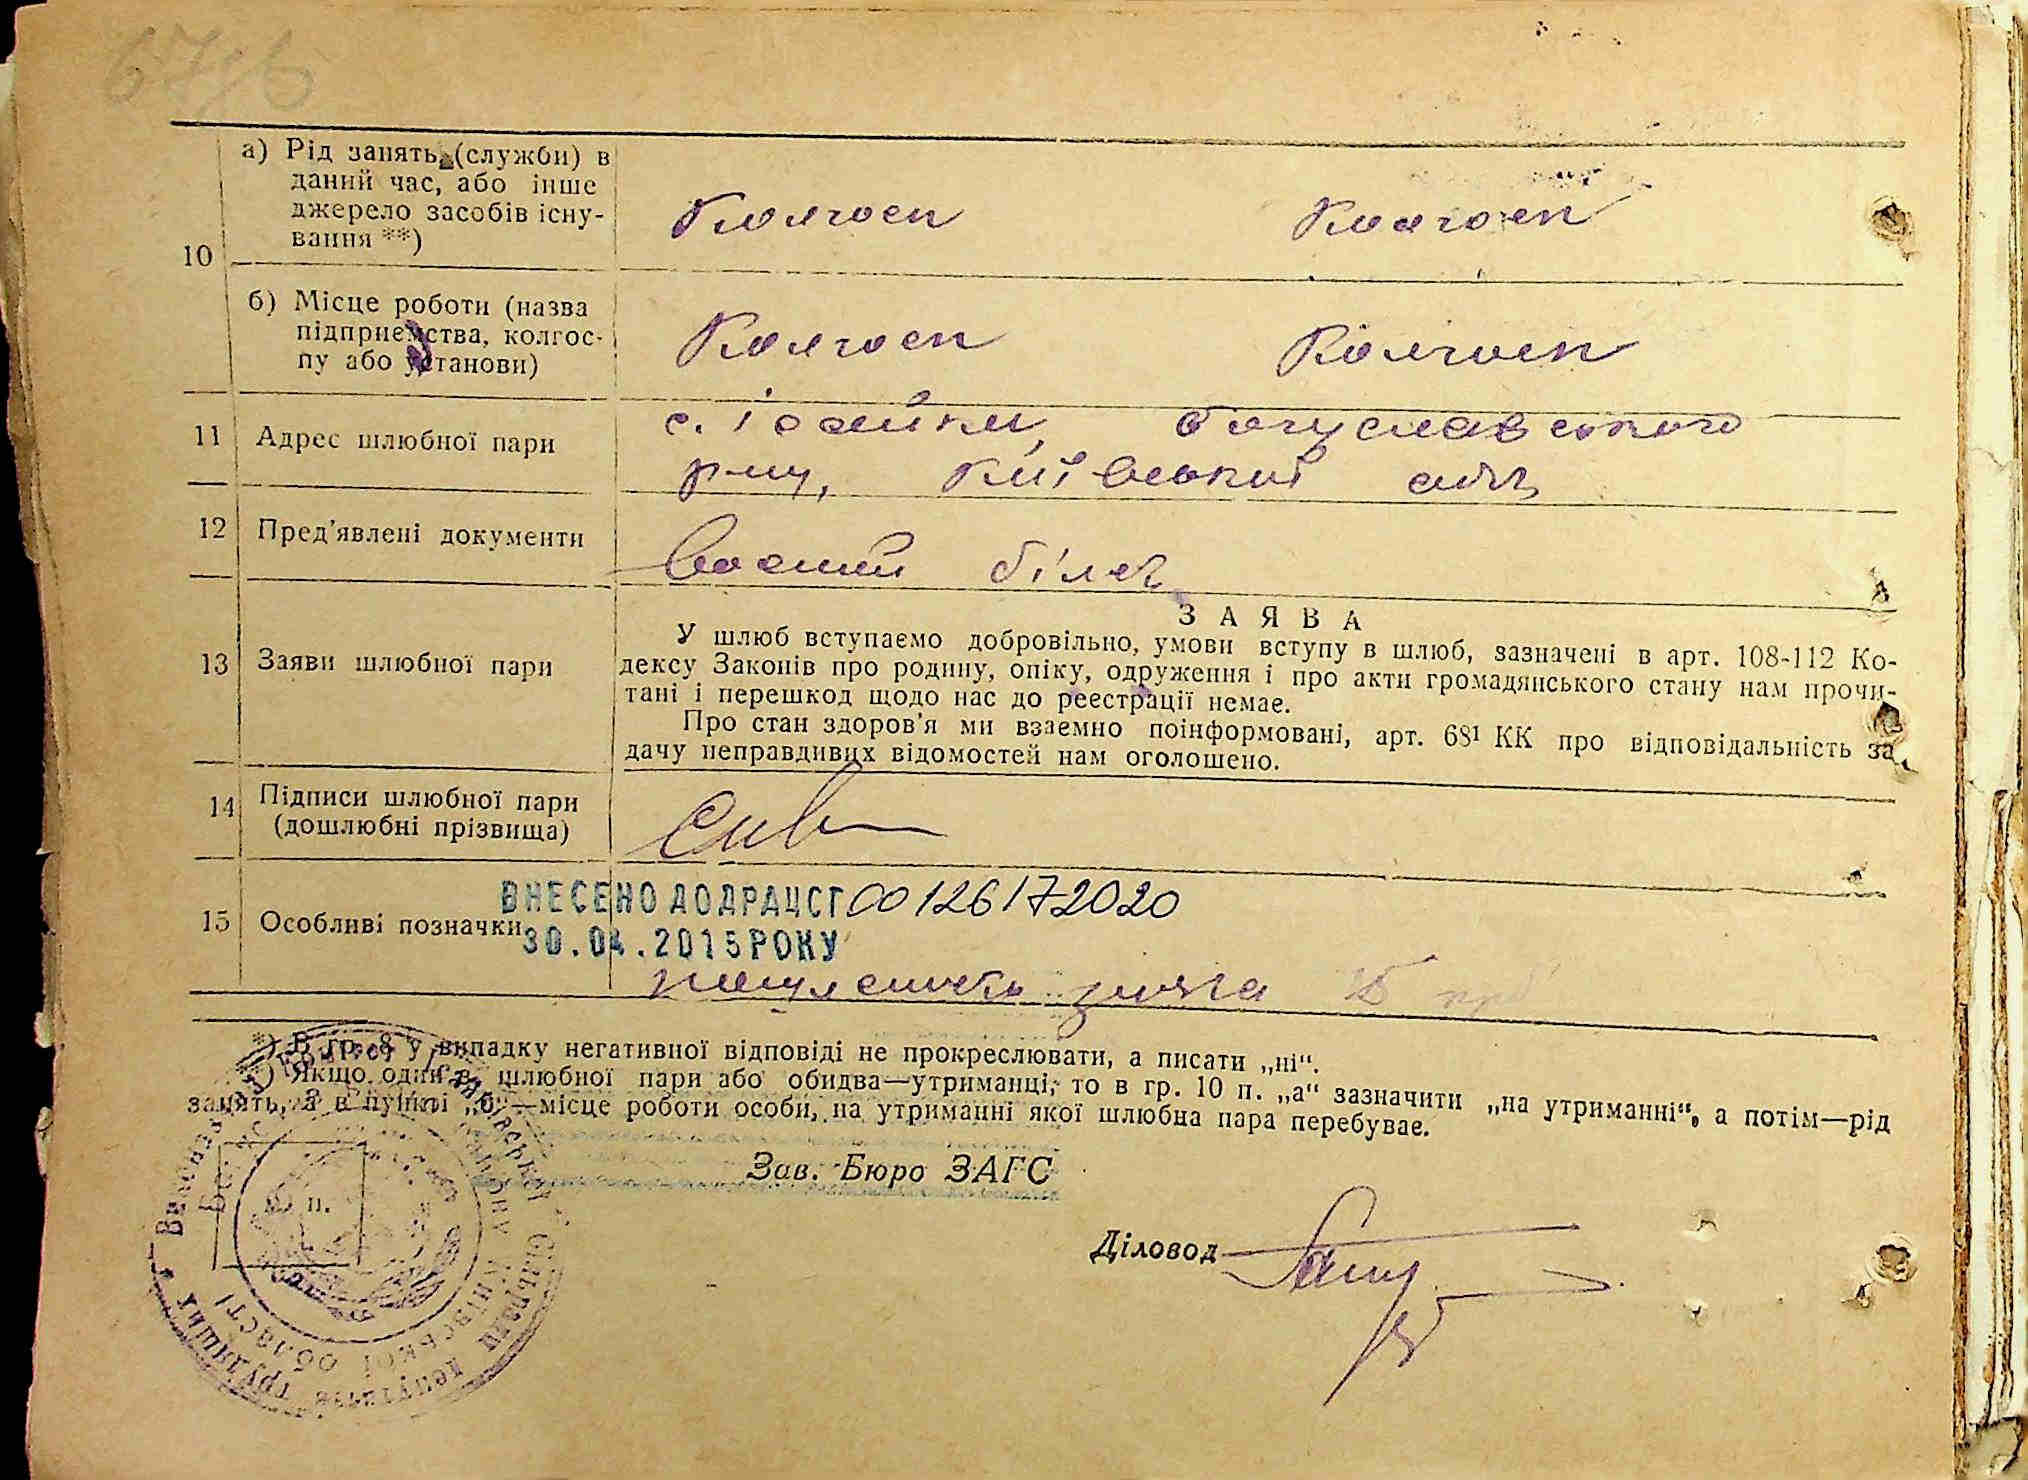 10
а) Рід занять (служби) в
даний час, або інше
джерело засобів існу-
вання **)
Колгосп Колгосп
б) Місце роботи (назва
підприємства, колгос-
пу або установи)
Колгосп Колгосп
11 Адрес шлюбної пари
с. Ісайки, Богуславського
р-ну, Київської обл.
12 Пред'явлені документи
Воєний білет
13 Заяви шлюбної пари
ЗАЯВА
У шлюб вступаємо добровільно, умови вступу в шлюб, зазначені в арт. 108-112 Ко-
дексу Законів про родину, опіку, одруження і про акти громадянського стану нам прочи-
тані і перешкод щодо нас до реєстрації немає.
Про стан здоров'я ми взаємно поінформовані, арт. 68¹ КК про відповідальність за
дачу неправдивих відомостей нам оголошено.
14 Підписи шлюбної пари
(дошлюбні прізвища)
15 Особливі позначки
ВНЕСЕНО ДО ДРАЦСГ 00126172020
30.04.2015 РОКУ
*) В гр. 8 у випадку негативної відповіді не прокреслювати, а писати „ні“.
**) Якщо один з шлюбної пари або обидва—утриманці, то в гр. 10 п. „а“ зазначити „на утриманні“, а потім—рід
занять, а в пункті „б“—місце роботи особи, на утриманні якої шлюбна пара перебуває.
Зав. Бюро ЗАГС
М. П.
Діловод